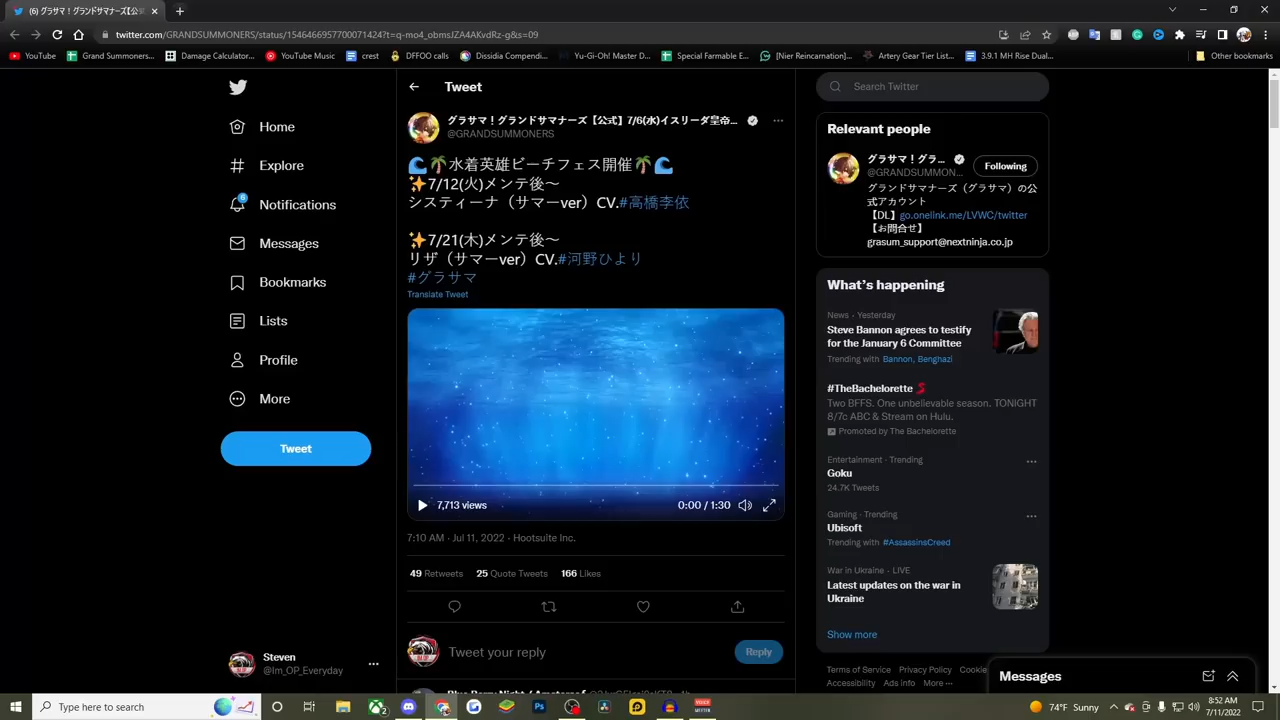 (6) グラサマ！グランドサマナーズ【公
twitter.com/GRANDSUMMONERS/status/1546466957700071424?t=q-mo4_obmsJZA4AKvdRz-g&s=09
YouTube
Grand Summoners...
Damage Calculator...
YouTube Music
crest
DFFOO calls
Dissidia Compendi...
Yu-Gi-Oh! Master D...
Special Farmable E...
[Nier Reincarnation]...
Artery Gear Tier List...
3.9.1 MH Rise Dual...
Other bookmarks
Home
Explore
6
Notifications
Messages
Bookmarks
Lists
Profile
More
Tweet
Steven
@Im_OP_Everyday
Tweet
グラサマ！グランドサマナーズ【公式】7/6(水)イスリーダ皇帝...
@GRANDSUMMONERS
🌊🌴水着英雄ビーチフェス開催🌴🌊
✨7/12(火)メンテ後～
システィーナ（サマーver）CV.#高橋李依
✨7/21(木)メンテ後～
リザ（サマーver）CV.#河野ひより
#グラサマ
Translate Tweet
7,713 views
0:00 / 1:30
7:10 AM · Jul 11, 2022 · Hootsuite Inc.
49 Retweets 25 Quote Tweets 166 Likes
Tweet your reply
Reply
Search Twitter
Relevant people
グラサマ！グラ...
@GRANDSUMMON...
Following
グランドサマナーズ（グラサマ）の公
式アカウント
【DL】go.onelink.me/LVWC/twitter
【お問合せ】
grasum_support@nextninja.co.jp
What's happening
News · Yesterday
Steve Bannon agrees to testify
for the January 6 Committee
Trending with Bannon, Benghazi
#TheBachelorette
Two BFFS. One unbelievable season. TONIGHT
8/7c ABC & Stream on Hulu.
Promoted by The Bachelorette
Entertainment · Trending
Goku
24.7K Tweets
Gaming · Trending
Ubisoft
Trending with #AssassinsCreed
War in Ukraine · LIVE
Latest updates on the war in
Ukraine
Show more
Terms of Service Privacy Policy Cookie
Accessibility Ads info More ···
Messages
Type here to search
74°F Sunny
8:52 AM
7/11/2022